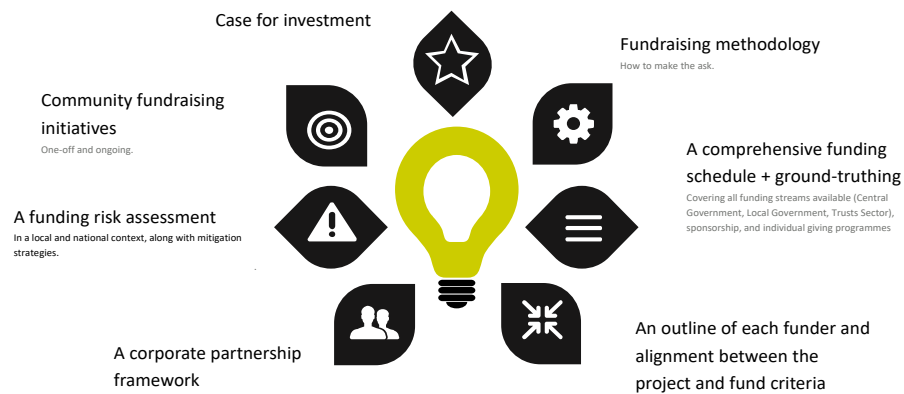 Case for investment
Fundraising methodology
How to make the ask.
Community fundraising
initiatives
One-off and ongoing.
A comprehensive funding
schedule + ground-truthing
Covering all funding streams available (Central
Government, Local Government, Trusts Sector),
sponsorship, and individual giving programmes
A funding risk assessment
In a local and national context, along with mitigation
strategies.
.
A corporate partnership
framework
An outline of each funder and
alignment between the
project and fund criteria